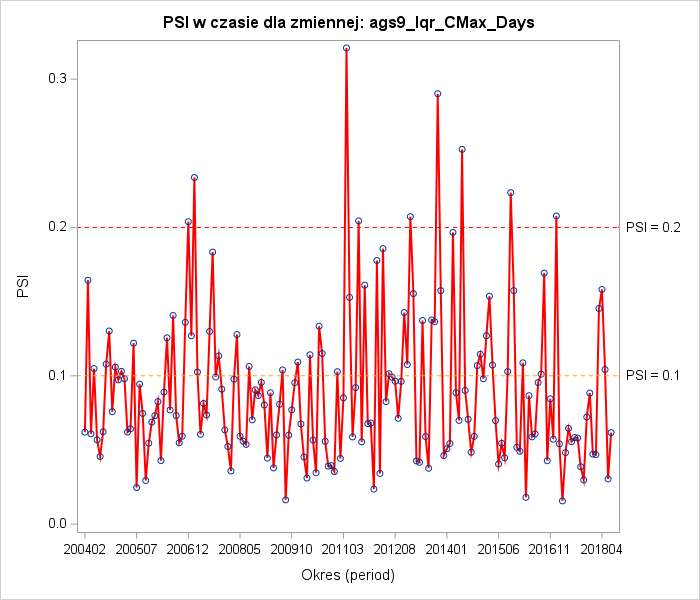 PSI w czasie dla zmiennej: ags9_Iqr_CMax_Days
PSI
0.3
0.2
0.1
0.0
PSI = 0.2
PSI = 0.1
200402 200507 200612 200805 200910 201103 201208 201401 201506 201611 201804
Okres (period)